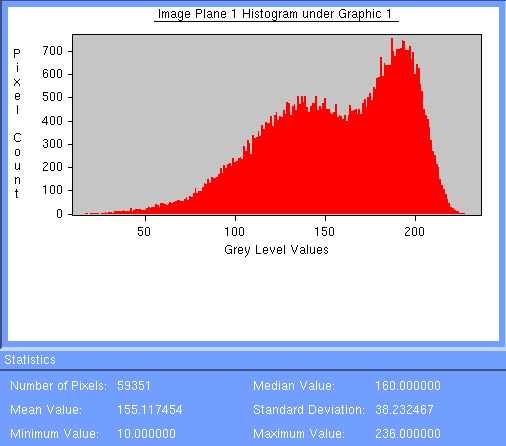 Image Plane 1 Histogram under Graphic 1
Pixel Count
700
600
500
400
300
200
100
0
50 100 150 200
Grey Level Values
Statistics
Number of Pixels: 59351 Median Value: 160.000000
Mean Value: 155.117454 Standard Deviation: 38.232467
Minimum Value: 10.000000 Maximum Value: 236.000000